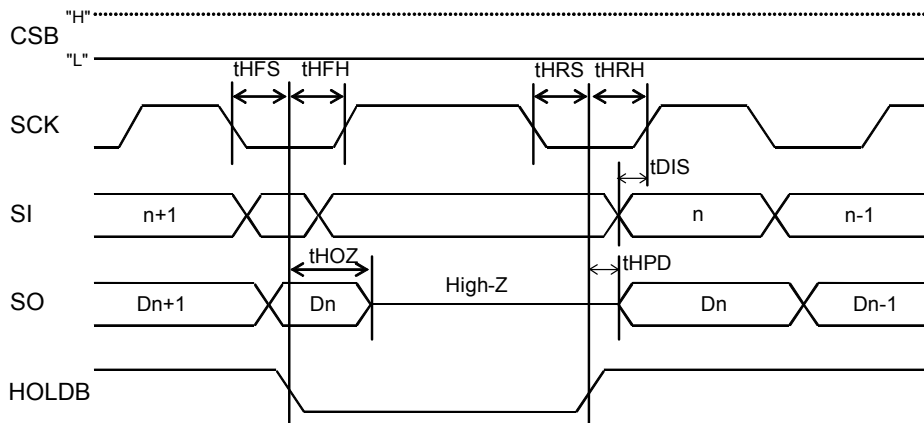 "H"
CSB
"L"
tHFS tHFH tHRS tHRH
SCK
tDIS
SI n+1 n n-1
tHOZ tHPD
High-Z
SO Dn+1 Dn Dn Dn-1
HOLDB